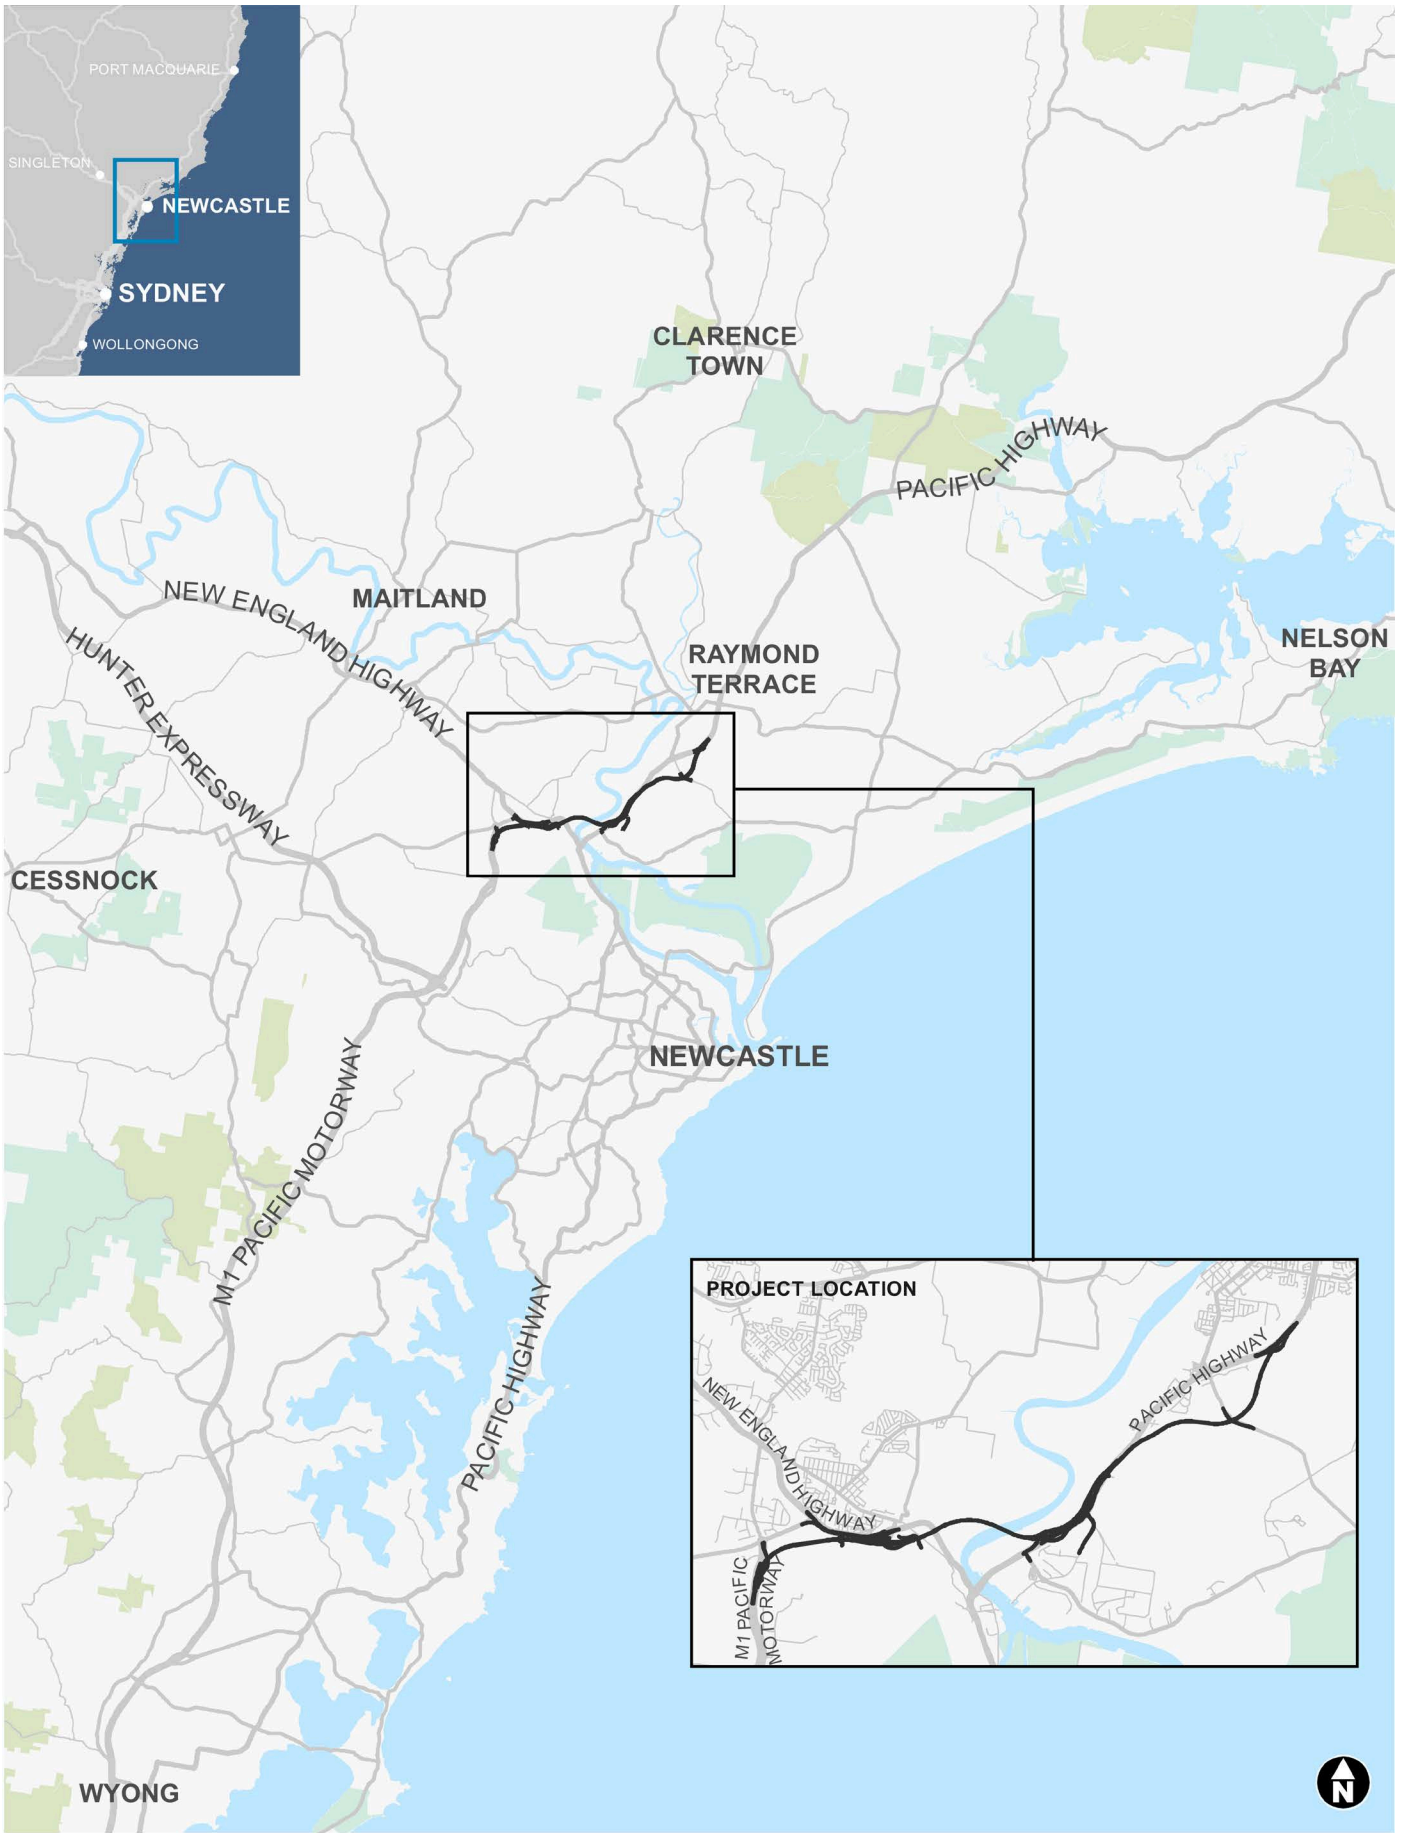 PORT MACQUARIE
SINGLETON
NEWCASTLE
SYDNEY
WOLLONGONG
CLARENCE
TOWN
PACIFIC HIGHWAY
NEW ENGLAND HIGHWAY
MAITLAND
HUNTER EXPRESSWAY
RAYMOND
TERRACE
NELSON
BAY
CESSNOCK
NEWCASTLE
M1 PACIFIC MOTORWAY
PACIFIC HIGHWAY
PROJECT LOCATION
PACIFIC HIGHWAY
NEW ENGLAND HIGHWAY
M1 PACIFIC
MOTORWAY
WYONG
N